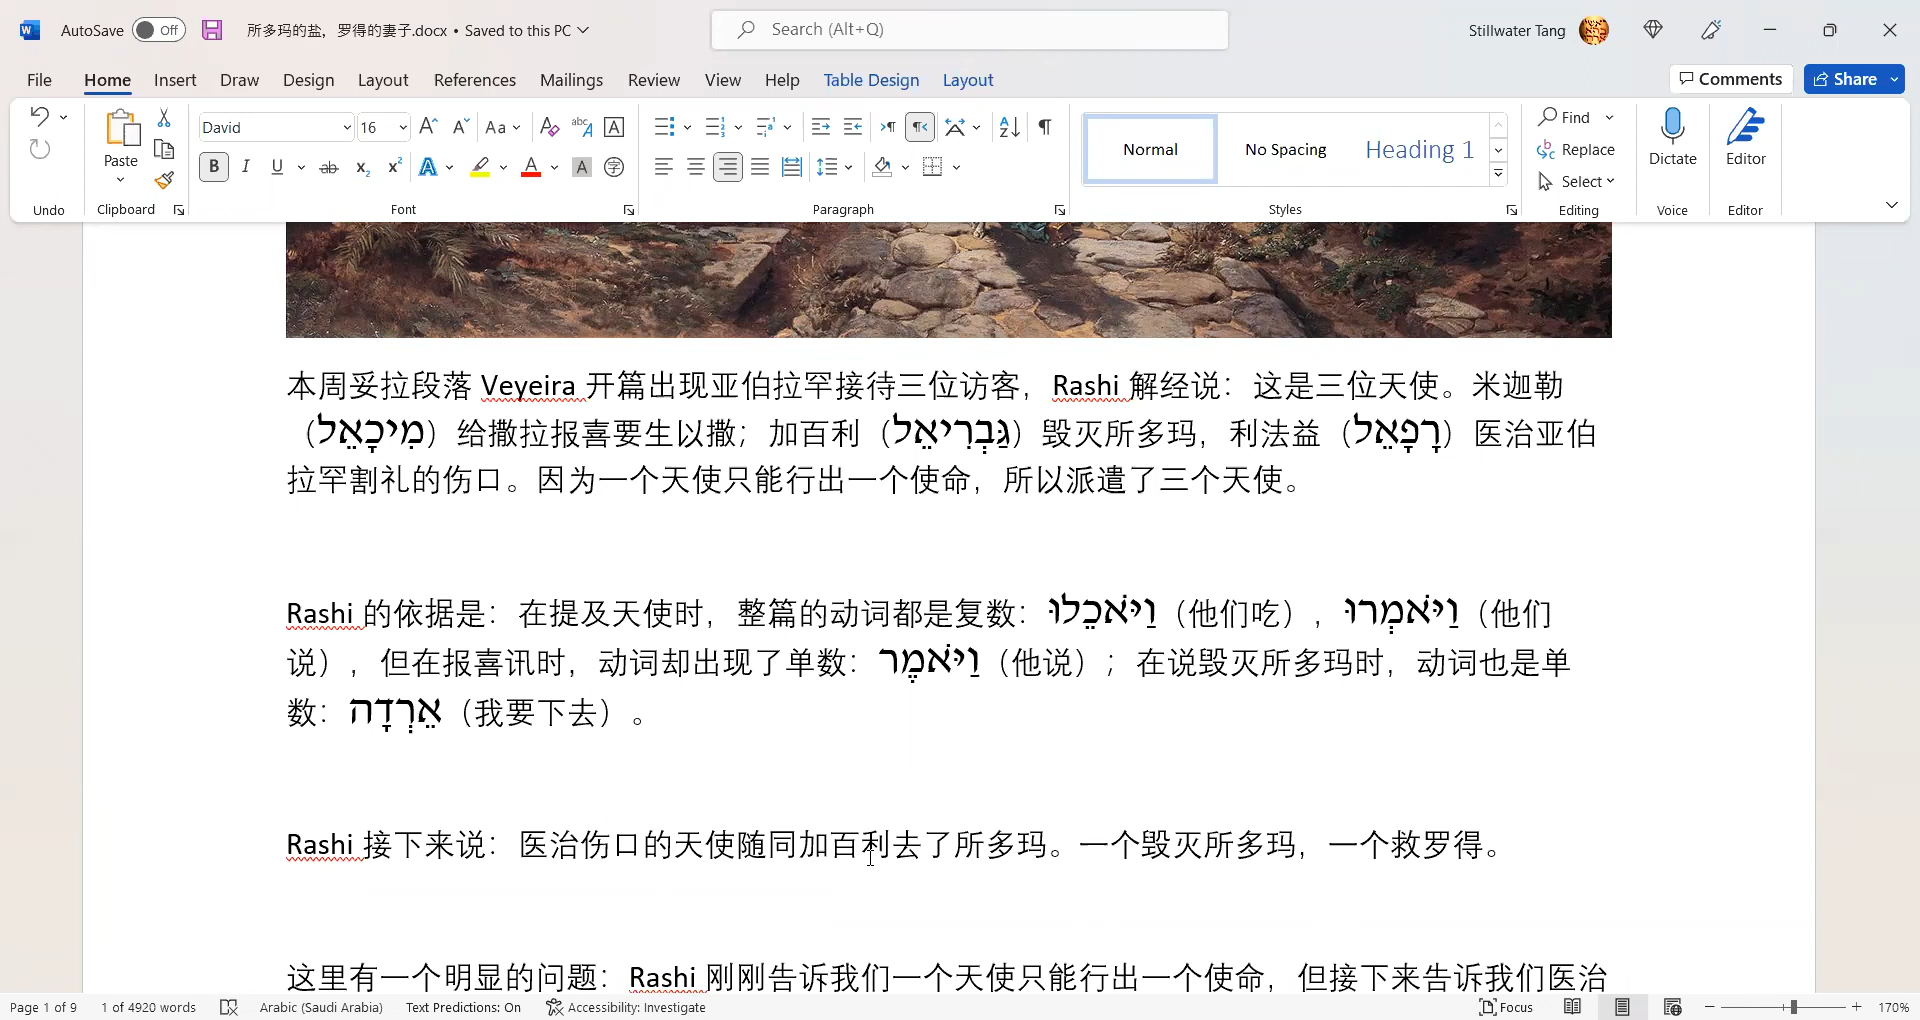 AutoSave Off 所多玛的盐，罗得的妻子.docx • Saved to this PC Search (Alt+Q) Stillwater Tang
File Home Insert Draw Design Layout References Mailings Review View Help Table Design Layout Comments Share
David 16 Aa Find
Paste Normal No Spacing Heading 1 Replace Dictate Editor
Select
Undo Clipboard Font Paragraph Styles Editing Voice Editor
本周妥拉段落 Veyeira 开篇出现亚伯拉罕接待三位访客，Rashi 解经说：这是三位天使。米迦勒
（מִיכָאֵל）给撒拉报喜要生以撒；加百利（גַּבְרִיאֵל）毁灭所多玛，利法益（רָפָאֵל）医治亚伯
拉罕割礼的伤口。因为一个天使只能行出一个使命，所以派遣了三个天使。
Rashi 的依据是：在提及天使时，整篇的动词都是复数：וַיֹּאכֵלוּ（他们吃），וַיֹּאמְרוּ（他们
说），但在报喜讯时，动词却出现了单数：וַיֹּאמֶר（他说）；在说毁灭所多玛时，动词也是单
数：אֵרְדָה（我要下去）。
Rashi 接下来说：医治伤口的天使随同加百利去了所多玛。一个毁灭所多玛，一个救罗得。
这里有一个明显的问题：Rashi 刚刚告诉我们一个天使只能行出一个使命，但接下来告诉我们医治
Page 1 of 9 1 of 4920 words Arabic (Saudi Arabia) Text Predictions: On Accessibility: Investigate Focus 170%